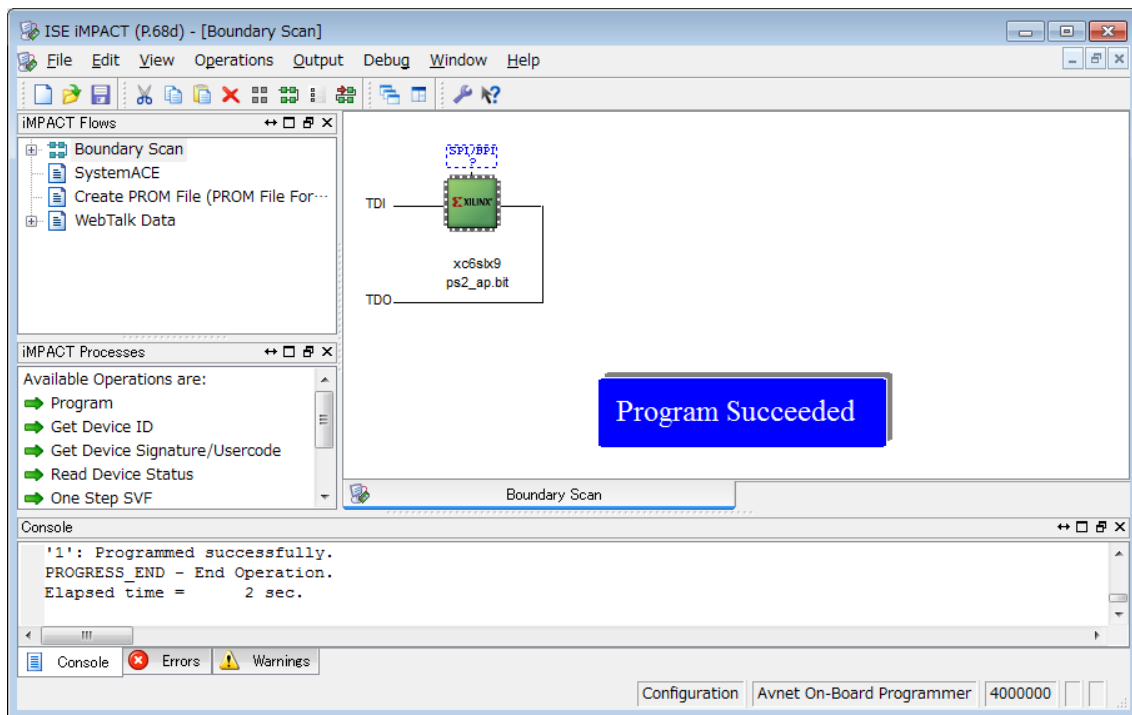 ISE iMPACT (P.68d) - [Boundary Scan]
File Edit View Operations Output Debug Window Help
iMPACT Flows
Boundary Scan
SystemACE
Create PROM File (PROM File For...
WebTalk Data
SPI/BPI
?
TDI
XILINX
xc6slx9
ps2_ap.bit
TDO
iMPACT Processes
Available Operations are:
Program
Get Device ID
Get Device Signature/Usercode
Read Device Status
One Step SVF
Program Succeeded
Boundary Scan
Console
'1': Programmed successfully.
PROGRESS_END - End Operation.
Elapsed time =      2 sec.
Console Errors Warnings
Configuration Avnet On-Board Programmer 4000000